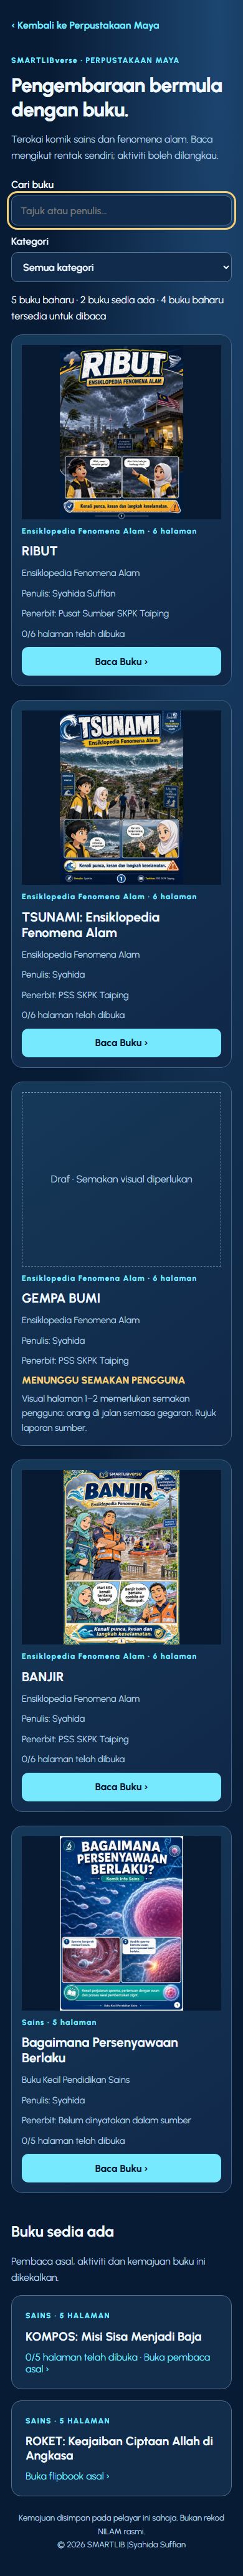 ‹ Kembali ke Perpustakaan Maya
SMARTLIBverse · PERPUSTAKAAN MAYA
Pengembaraan bermula
dengan buku.
Terokai komik sains dan fenomena alam. Baca
mengikut rentak sendiri; aktiviti boleh dilangkau.
Cari buku
Tajuk atau penulis...
Kategori
Semua kategori
5 buku baharu · 2 buku sedia ada · 4 buku baharu
tersedia untuk dibaca
RIBUT
ENSIKLOPEDIA FENOMENA ALAM
Kenali punca, kesan dan langkah keselamatan.
Ensiklopedia Fenomena Alam · 6 halaman
RIBUT
Ensiklopedia Fenomena Alam
Penulis: Syahida Suffian
Penerbit: Pusat Sumber SKPK Taiping
0/6 halaman telah dibuka
Baca Buku ›
TSUNAMI
Ensiklopedia Fenomena Alam
Kenali punca, kesan dan langkah keselamatan.
1
Ensiklopedia Fenomena Alam · 6 halaman
TSUNAMI: Ensiklopedia
Fenomena Alam
Ensiklopedia Fenomena Alam
Penulis: Syahida
Penerbit: PSS SKPK Taiping
0/6 halaman telah dibuka
Baca Buku ›
Draf · Semakan visual diperlukan
Ensiklopedia Fenomena Alam · 6 halaman
GEMPA BUMI
Ensiklopedia Fenomena Alam
Penulis: Syahida
Penerbit: PSS SKPK Taiping
MENUNGGU SEMAKAN PENGGUNA
Visual halaman 1–2 memerlukan semakan
pengguna: orang di jalan semasa gegaran. Rujuk
laporan sumber.
SMARTLIBverse
BANJIR
Ensiklopedia Fenomena Alam
Kenali punca, kesan dan langkah keselamatan.
1
Ensiklopedia Fenomena Alam · 6 halaman
BANJIR
Ensiklopedia Fenomena Alam
Penulis: Syahida
Penerbit: PSS SKPK Taiping
0/6 halaman telah dibuka
Baca Buku ›
BAGAIMANA
PERSENYAWAAN
BERLAKU?
Komik Info Sains
1
Sains · 5 halaman
Bagaimana Persenyawaan
Berlaku
Buku Kecil Pendidikan Sains
Penulis: Syahida
Penerbit: Belum dinyatakan dalam sumber
0/5 halaman telah dibuka
Baca Buku ›
Buku sedia ada
Pembaca asal, aktiviti dan kemajuan buku ini
dikekalkan.
SAINS · 5 HALAMAN
KOMPOS: Misi Sisa Menjadi Baja
0/5 halaman telah dibuka · Buka pembaca
asal ›
SAINS · 5 HALAMAN
ROKET: Keajaiban Ciptaan Allah di
Angkasa
Buka flipbook asal ›
Kemajuan disimpan pada pelayar ini sahaja. Bukan rekod
NILAM rasmi.
© 2026 SMARTLIB |Syahida Suffian